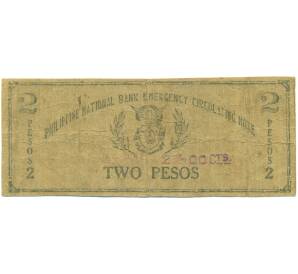 2 2
PHILIPPINE NATIONAL BANK EMERGENCY CIRCULATING NOTE
PESOS PESOS
2 TWO PESOS 2